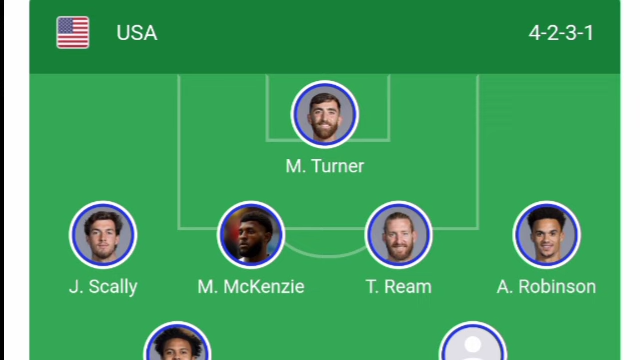 USA 4-2-3-1
M. Turner
J. Scally M. McKenzie T. Ream A. Robinson